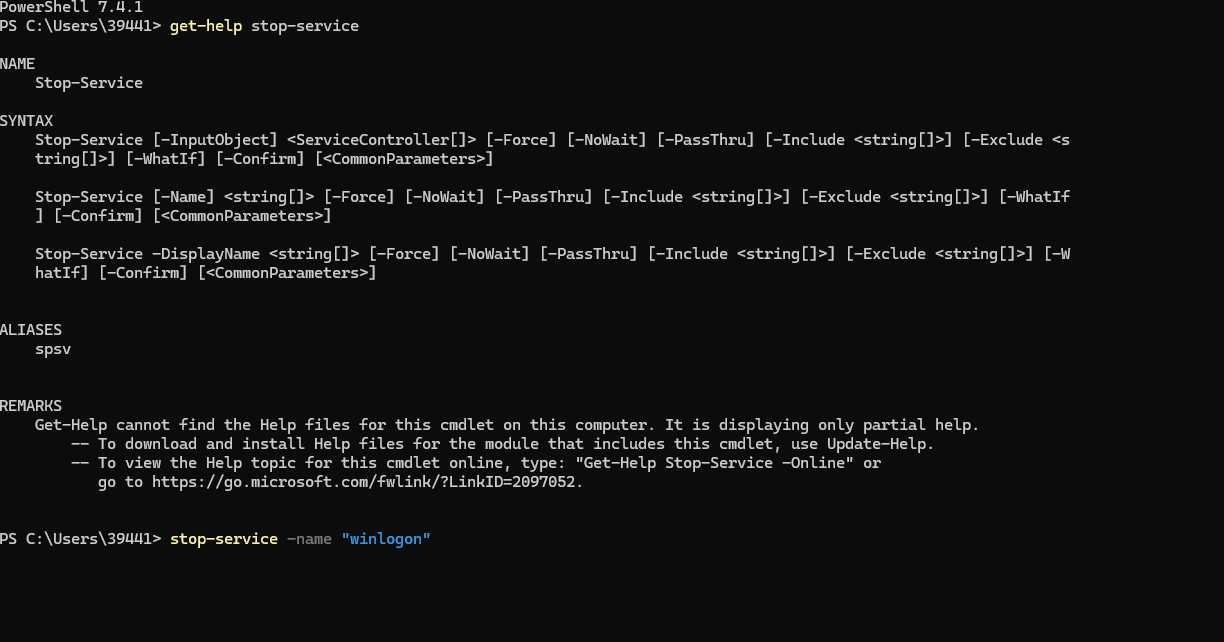 PowerShell 7.4.1
PS C:\Users\39441> get-help stop-service
NAME
Stop-Service
SYNTAX
Stop-Service [-InputObject] <ServiceController[]> [-Force] [-NoWait] [-PassThru] [-Include <string[]>] [-Exclude <s
tring[]>] [-WhatIf] [-Confirm] [<CommonParameters>]
Stop-Service [-Name] <string[]> [-Force] [-NoWait] [-PassThru] [-Include <string[]>] [-Exclude <string[]>] [-WhatIf
] [-Confirm] [<CommonParameters>]
Stop-Service -DisplayName <string[]> [-Force] [-NoWait] [-PassThru] [-Include <string[]>] [-Exclude <string[]>] [-W
hatIf] [-Confirm] [<CommonParameters>]
ALIASES
spsv
REMARKS
Get-Help cannot find the Help files for this cmdlet on this computer. It is displaying only partial help.
-- To download and install Help files for the module that includes this cmdlet, use Update-Help.
-- To view the Help topic for this cmdlet online, type: "Get-Help Stop-Service -Online" or
go to https://go.microsoft.com/fwlink/?LinkID=2097052.
PS C:\Users\39441> stop-service -name "winlogon"